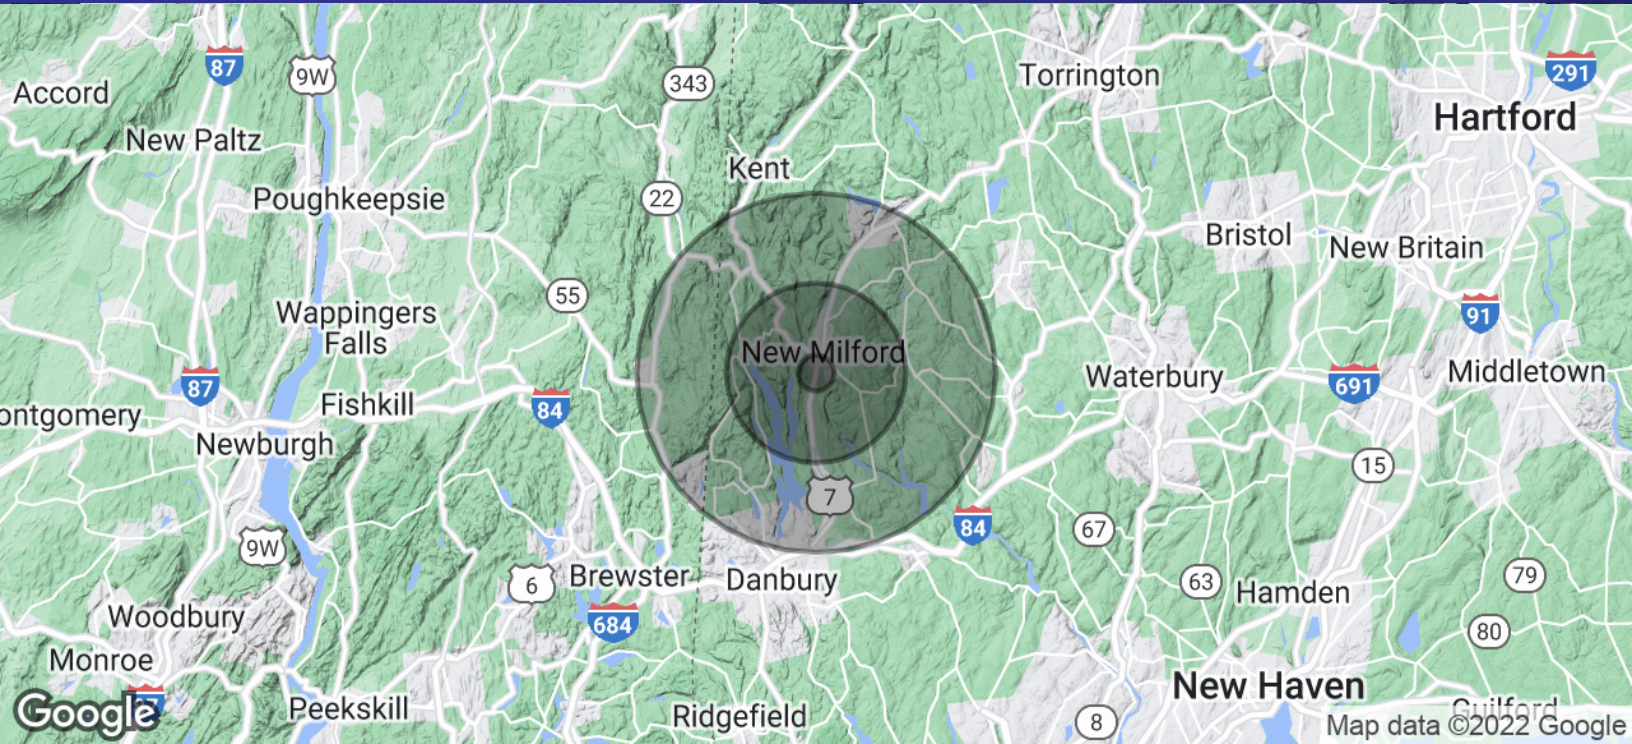 87
9W
343
Torrington
291
Accord
Hartford
New Paltz
Kent
22
Poughkeepsie
Bristol
New Britain
55
Wappingers
Falls
91
New Milford
87
84
Fishkill
Waterbury
691
Middletown
ontgomery
Newburgh
15
7
84
67
9W
6
Brewster
Danbury
63
Hamden
79
Woodbury
684
80
Monroe
New Haven
Google
87
Peekskill
Ridgefield
8
Guilford
Map data ©2022 Google